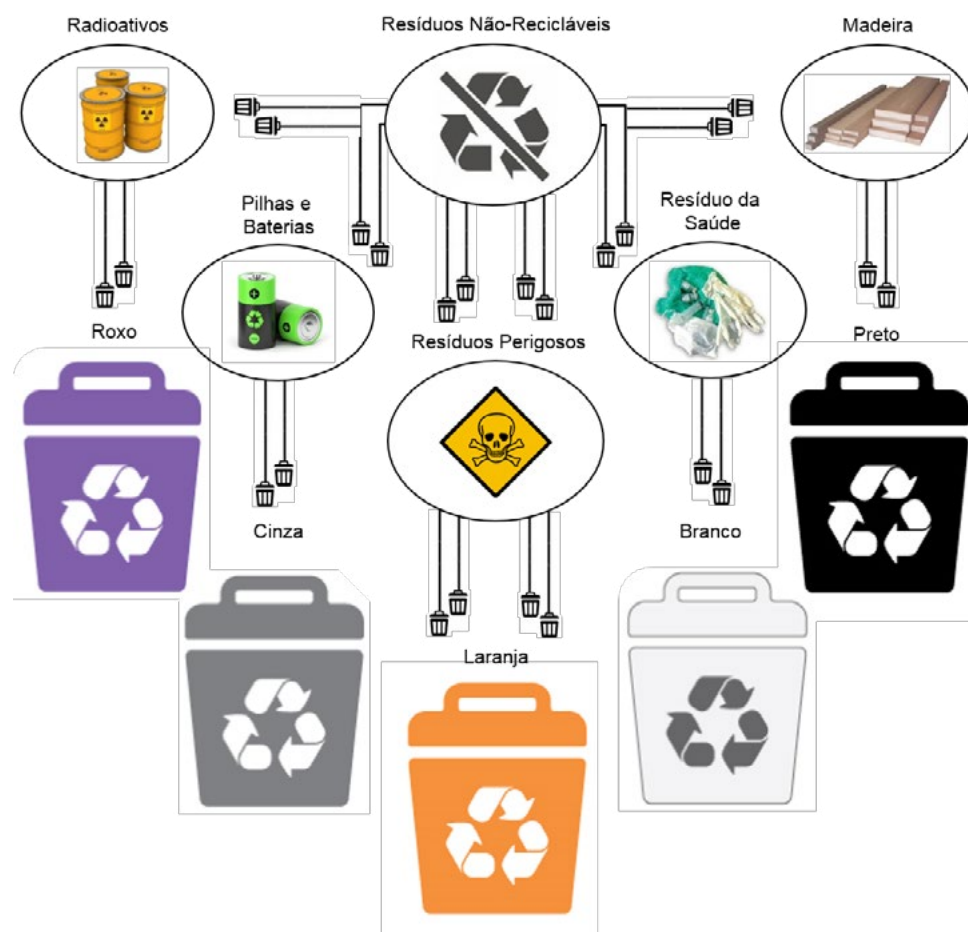 Radioativos
Resíduos Não-Recicláveis
Madeira
Pilhas e
Baterias
Resíduo da
Saúde
Roxo
Resíduos Perigosos
Preto
Cinza
Branco
Laranja